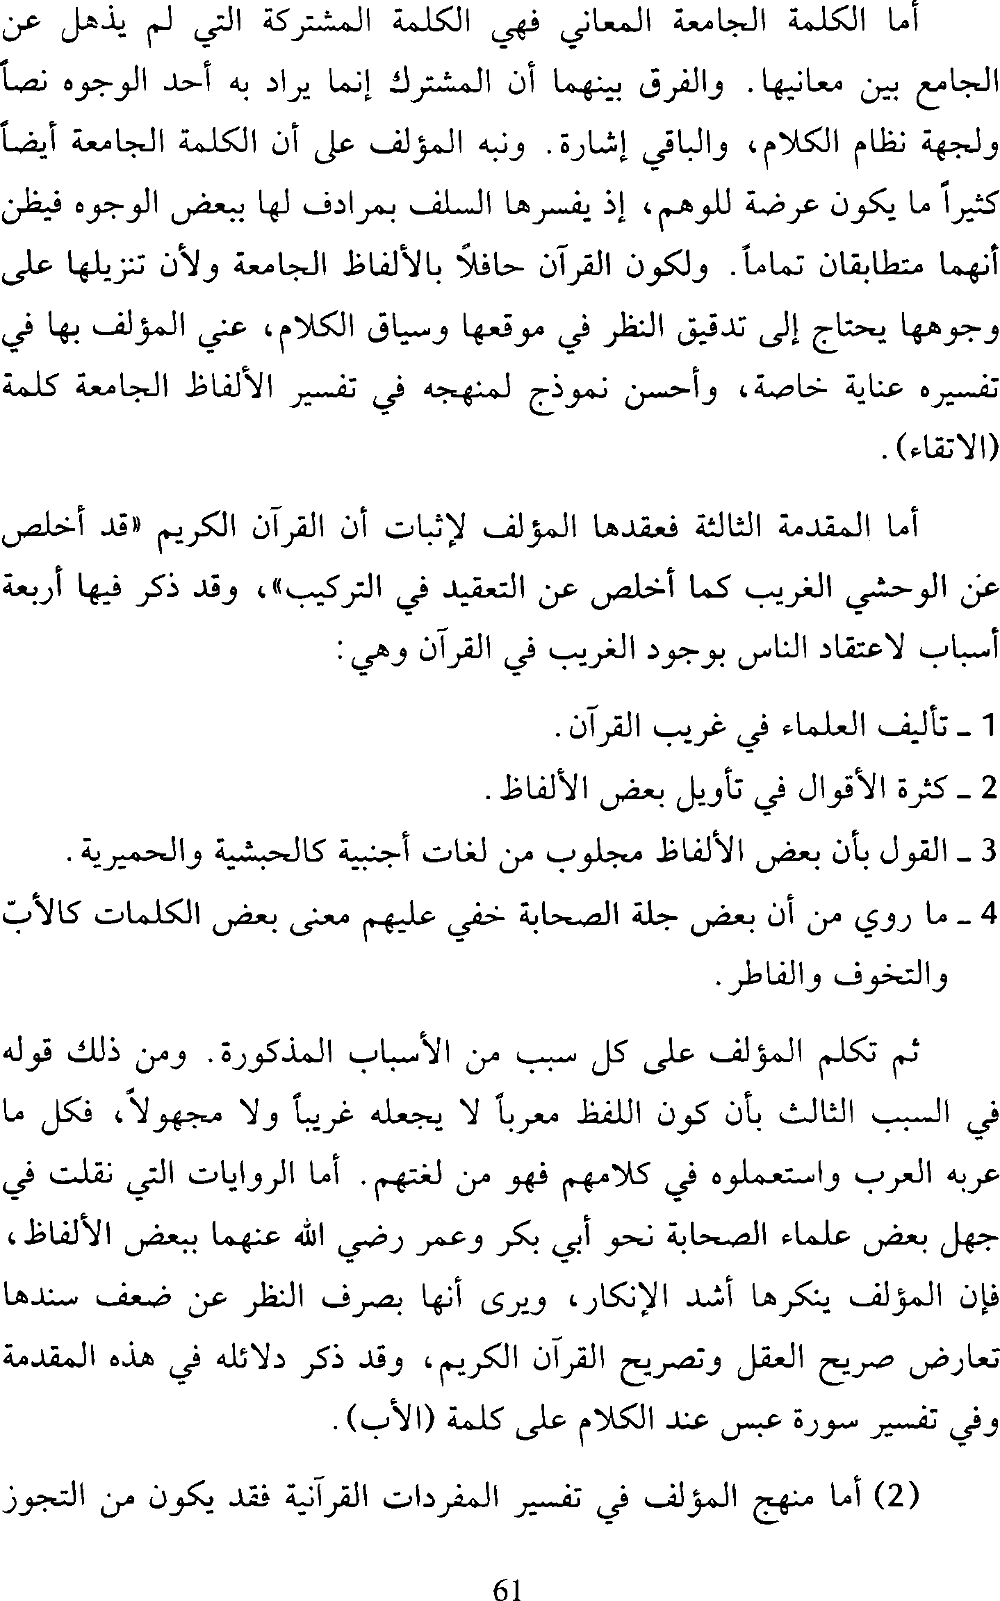 أما الكلمة الجامعة المعاني فهي الكلمة المشتركة التي لم يذهل عن
الجامع بين معانيها. والفرق بينهما أن المشترك إنما يراد به أحد الوجوه نصاً
ولجهة نظام الكلام، والباقي إشارة. ونبه المؤلف على أن الكلمة الجامعة أيضاً
كثيراً ما يكون عرضة للوهم، إذ يفسرها السلف بمرادف لها ببعض الوجوه فيظن
أنهما متطابقان تماماً. ولكون القرآن حافلاً بالألفاظ الجامعة ولأن تنزيلها على
وجوهها يحتاج إلى تدقيق النظر في موقعها وسياق الكلام، عني المؤلف بها في
تفسيره عناية خاصة، وأحسن نموذج لمنهجه في تفسير الألفاظ الجامعة كلمة
(الاتقاء).
أما المقدمة الثالثة فعقدها المؤلف لإثبات أن القرآن الكريم «قد أخلص
عن الوحشي الغريب كما أخلص عن التعقيد في التركيب»، وقد ذكر فيها أربعة
أسباب لاعتقاد الناس بوجود الغريب في القرآن وهي:
1 ـ تأليف العلماء في غريب القرآن.
2 ـ كثرة الأقوال في تأويل بعض الألفاظ.
3 ـ القول بأن بعض الألفاظ مجلوب من لغات أجنبية كالحبشية والحميرية.
4 ـ ما روي من أن بعض جلة الصحابة خفي عليهم معنى بعض الكلمات كالأبّ
والتخوف والفاطر.
ثم تكلم المؤلف على كل سبب من الأسباب المذكورة. ومن ذلك قوله
في السبب الثالث بأن كون اللفظ معرباً لا يجعله غريباً ولا مجهولاً، فكل ما
عربه العرب واستعملوه في كلامهم فهو من لغتهم. أما الروايات التي نقلت في
جهل بعض علماء الصحابة نحو أبي بكر وعمر رضي الله عنهما ببعض الألفاظ،
فإن المؤلف ينكرها أشد الإنكار، ويرى أنها بصرف النظر عن ضعف سندها
تعارض صريح العقل وتصريح القرآن الكريم، وقد ذكر دلائله في هذه المقدمة
وفي تفسير سورة عبس عند الكلام على كلمة (الأب).
(2) أما منهج المؤلف في تفسير المفردات القرآنية فقد يكون من التجوز
61